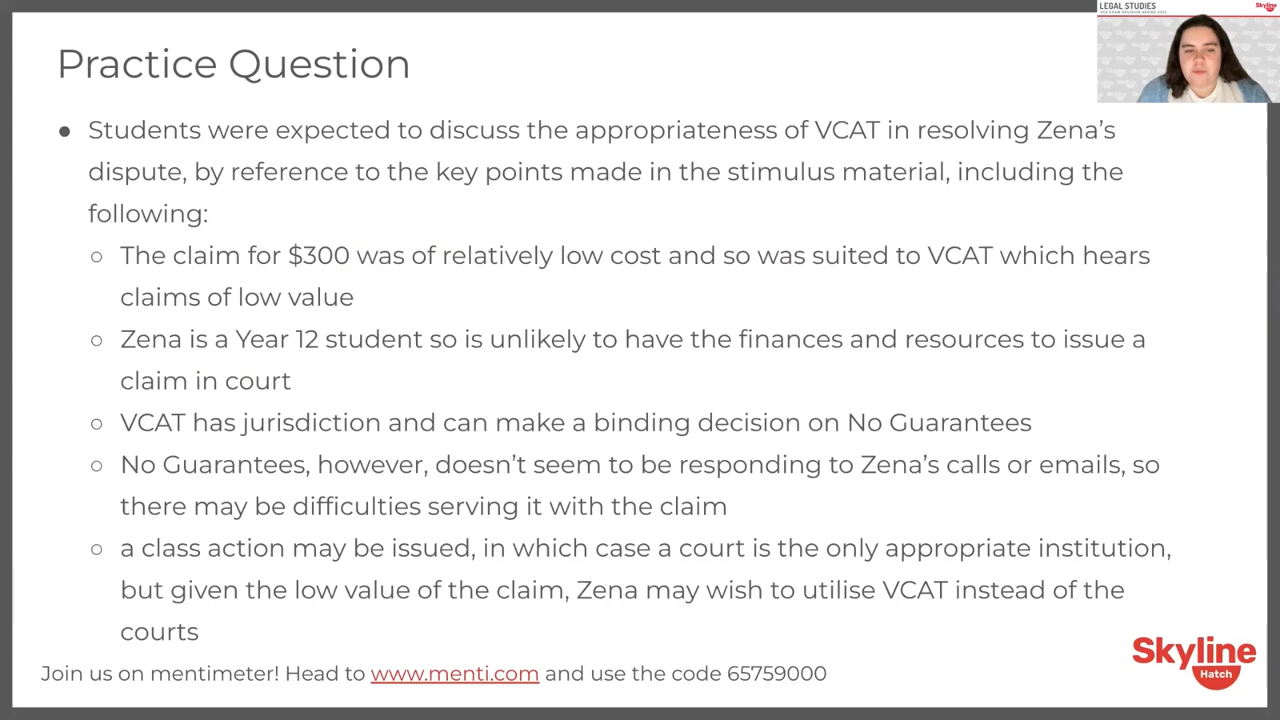 LEGAL STUDIES
VCE EXAM REVISION SERIES 2022
Skyline
Hatch
Practice Question
● Students were expected to discuss the appropriateness of VCAT in resolving Zena’s
dispute, by reference to the key points made in the stimulus material, including the
following:
○ The claim for $300 was of relatively low cost and so was suited to VCAT which hears
claims of low value
○ Zena is a Year 12 student so is unlikely to have the finances and resources to issue a
claim in court
○ VCAT has jurisdiction and can make a binding decision on No Guarantees
○ No Guarantees, however, doesn’t seem to be responding to Zena’s calls or emails, so
there may be difficulties serving it with the claim
○ a class action may be issued, in which case a court is the only appropriate institution,
but given the low value of the claim, Zena may wish to utilise VCAT instead of the
courts
Join us on mentimeter! Head to www.menti.com and use the code 65759000
Skyline
Hatch